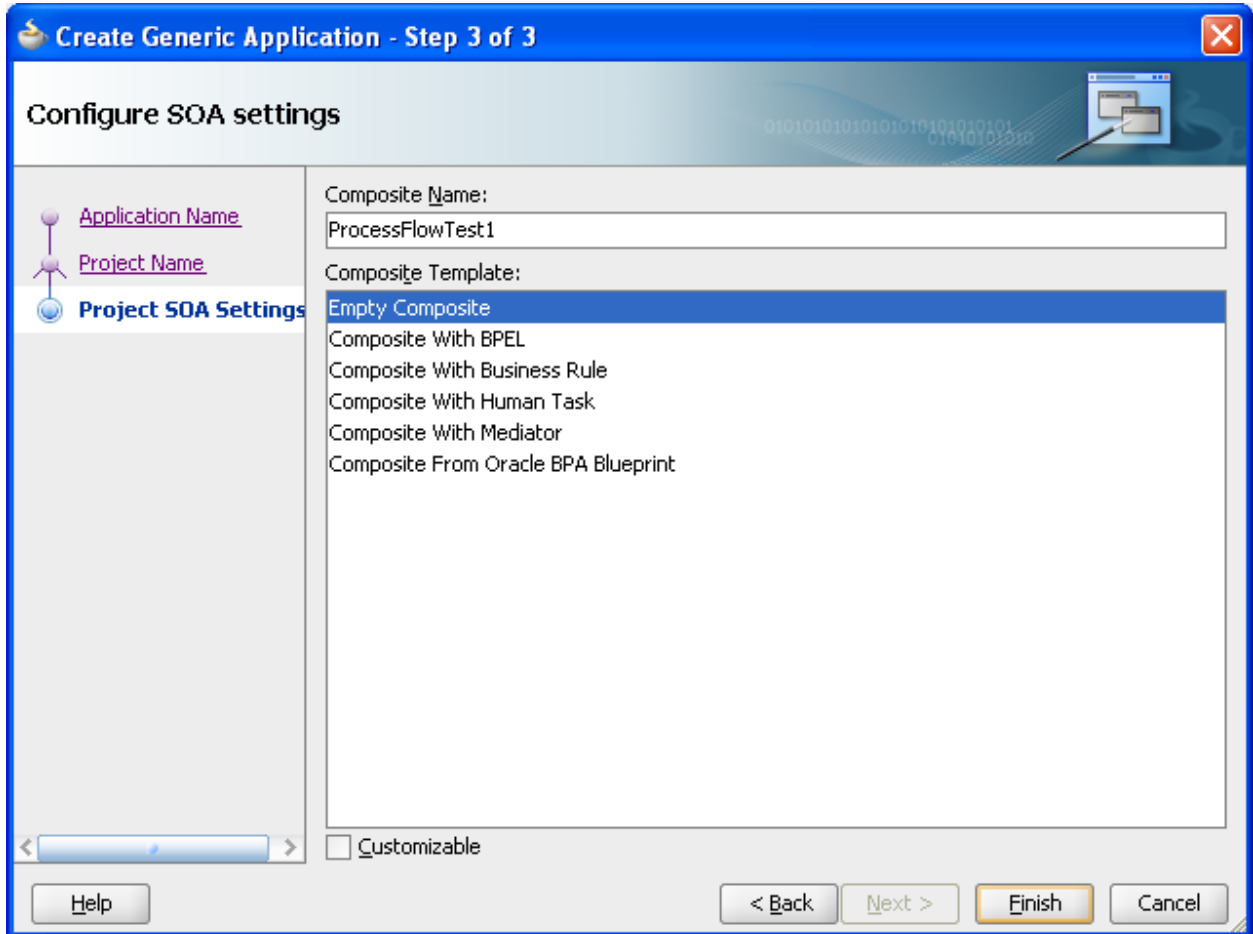 Create Generic Application - Step 3 of 3
Configure SOA settings
Application Name
Project Name
Project SOA Settings
Composite Name:
ProcessFlowTest1
Composite Template:
Empty Composite
Composite With BPEL
Composite With Business Rule
Composite With Human Task
Composite With Mediator
Composite From Oracle BPA Blueprint
Customizable
Help
< Back
Next >
Finish
Cancel